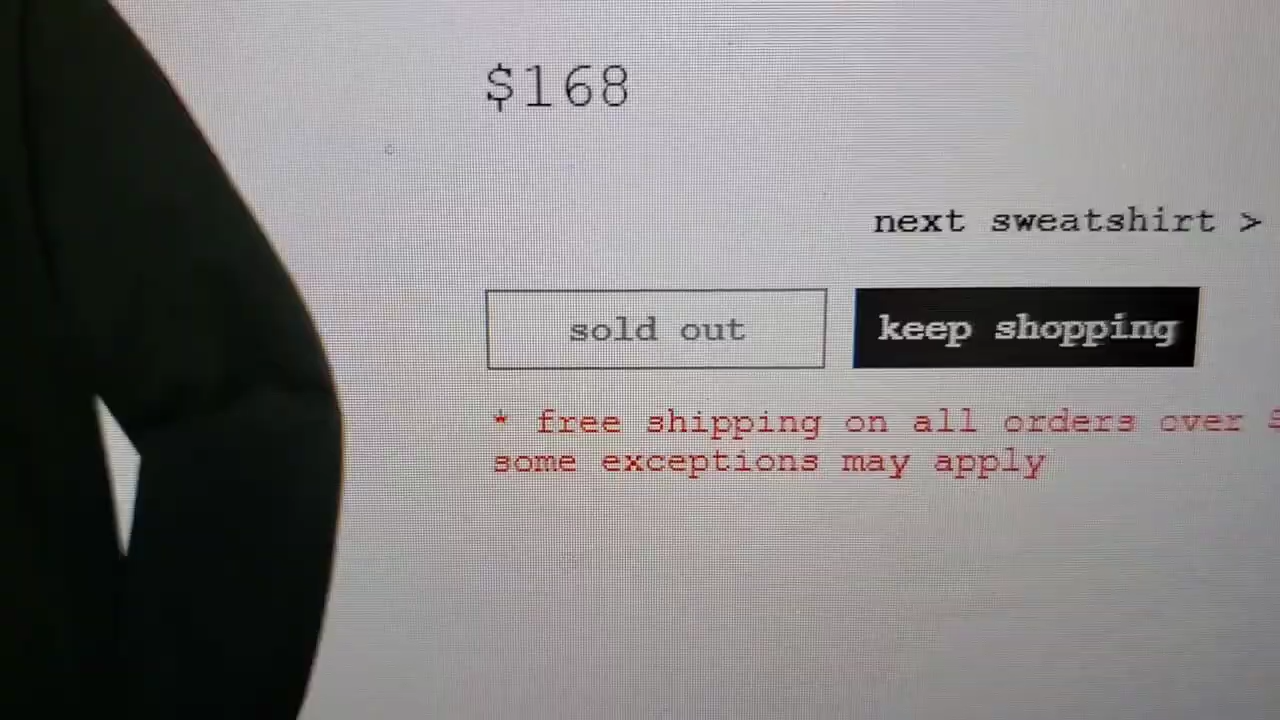 $168
next sweatshirt >
sold out
keep shopping
* free shipping on all orders over $
some exceptions may apply